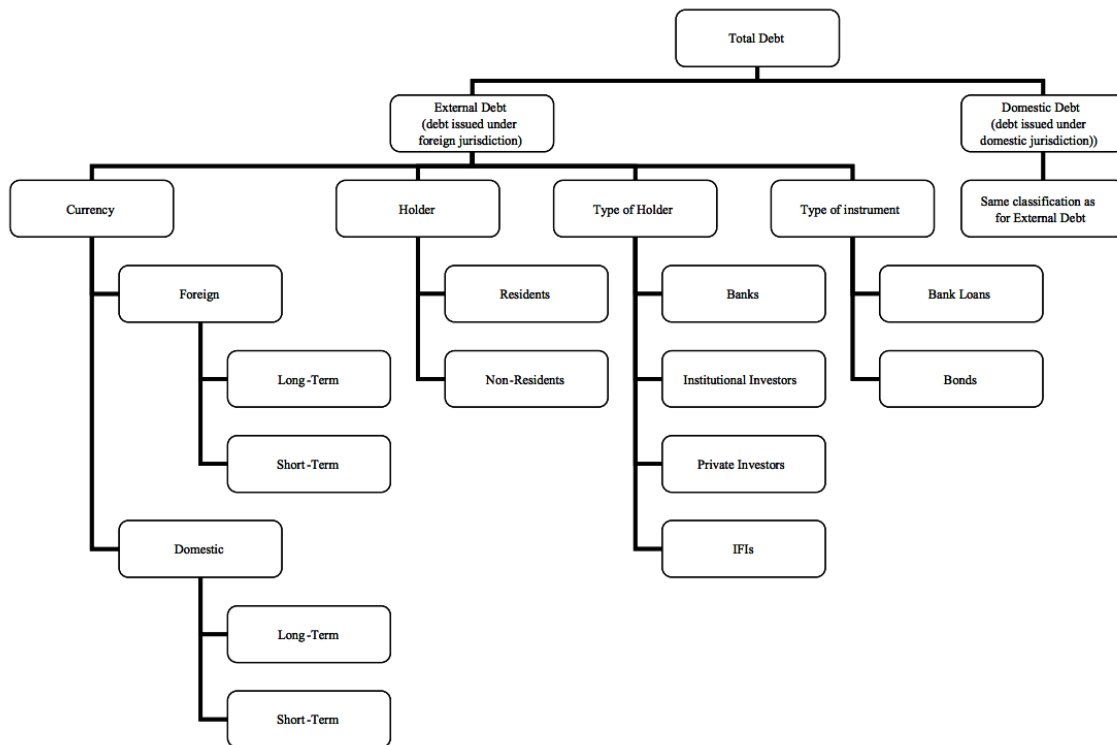 Total Debt
External Debt
(debt issued under
foreign jurisdiction)
Domestic Debt
(debt issued under
domestic jurisdiction))
Currency
Holder
Type of Holder
Type of instrument
Same classification as
for External Debt
Foreign
Residents
Banks
Bank Loans
Long-Term
Non-Residents
Institutional Investors
Bonds
Short-Term
Private Investors
Domestic
IFIs
Long-Term
Short-Term